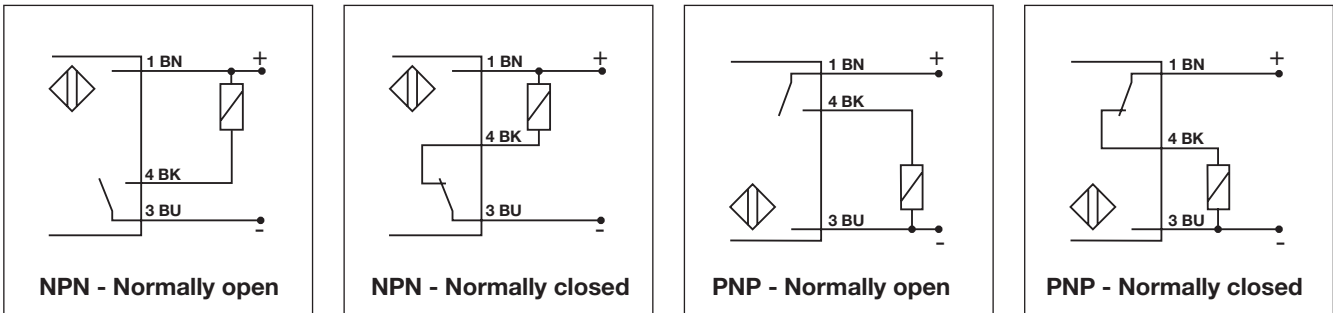 1 BN
+
4 BK
3 BU
-
NPN - Normally open
1 BN
+
4 BK
3 BU
-
NPN - Normally closed
1 BN
+
4 BK
3 BU
-
PNP - Normally open
1 BN
+
4 BK
3 BU
-
PNP - Normally closed